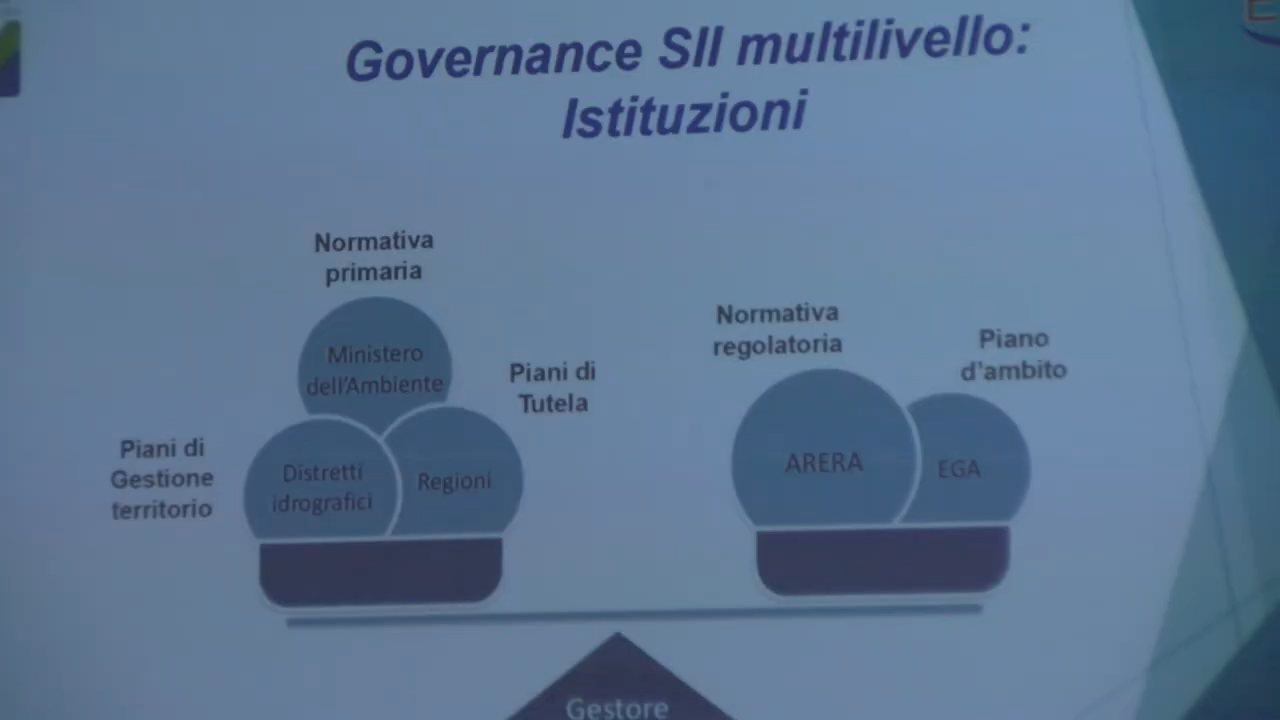 Governance SII multilivello:
Istituzioni
Normativa
primaria
Ministero
dell'Ambiente
Piani di
Tutela
Piani di
Gestione
territorio
Distretti
idrografici
Regioni
Normativa
regolatoria
Piano
d'ambito
ARERA
EGA
Gestore